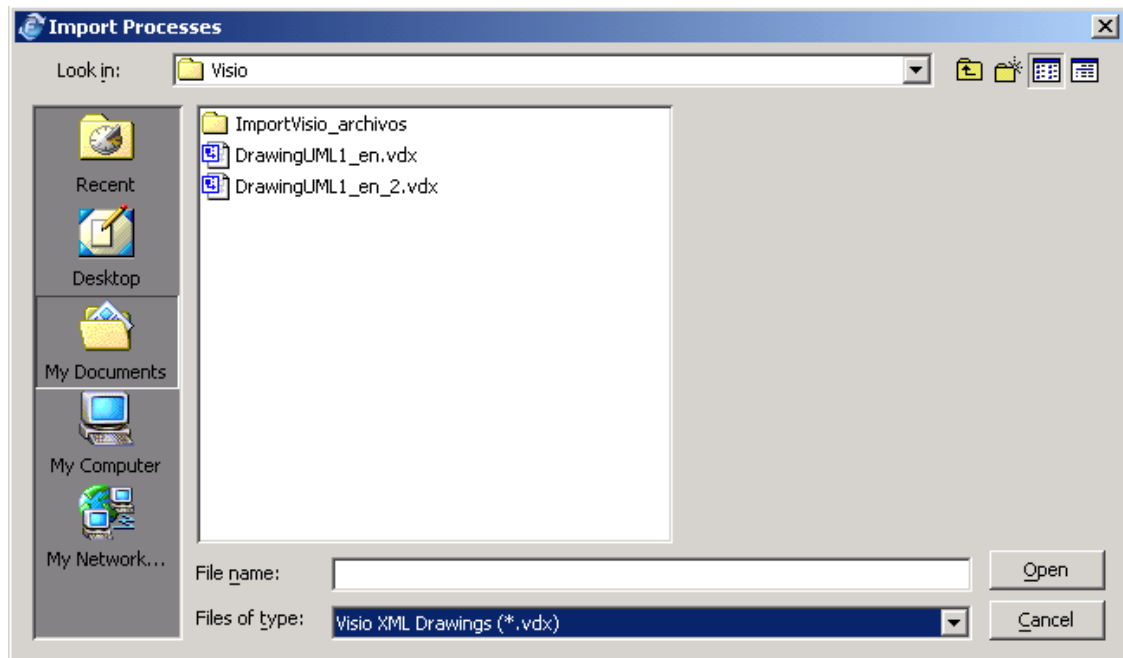 Import Processes
Look in: Visio
ImportVisio_archivos
DrawingUML1_en.vdx
DrawingUML1_en_2.vdx
Recent
Desktop
My Documents
My Computer
My Network...
File name:
Open
Files of type: Visio XML Drawings (*.vdx)
Cancel